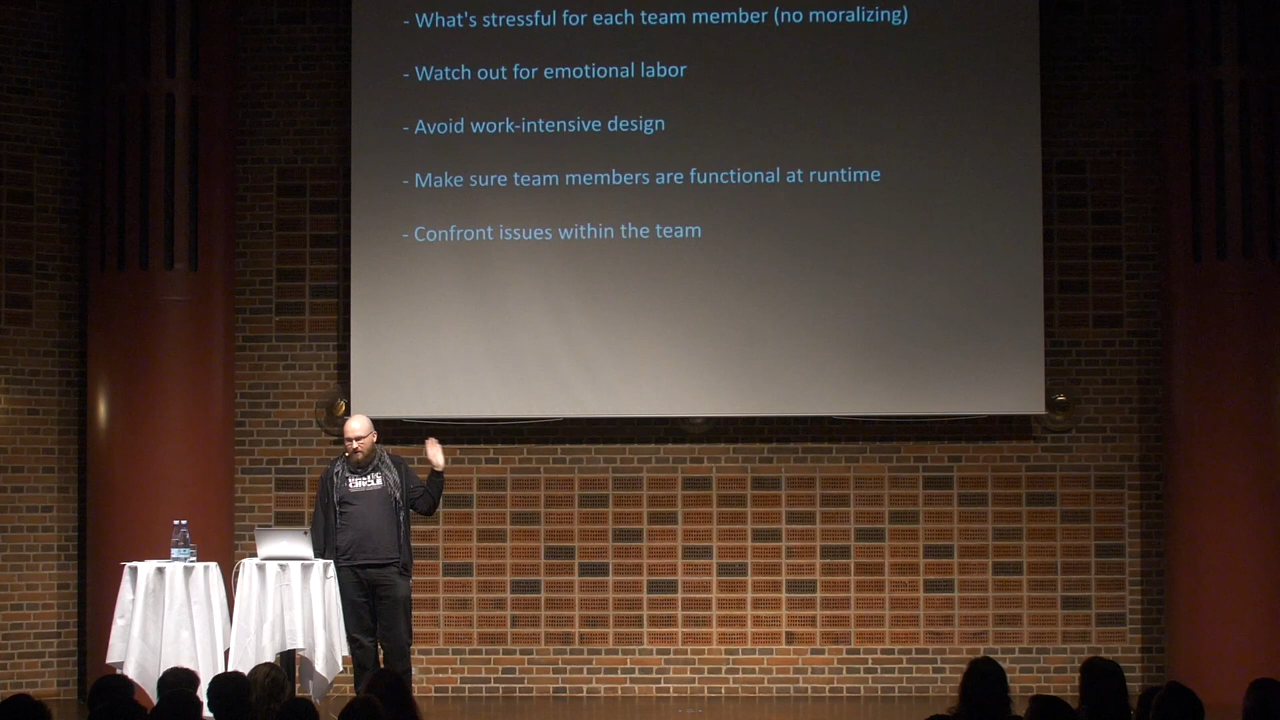 - What's stressful for each team member (no moralizing)
- Watch out for emotional labor
- Avoid work-intensive design
- Make sure team members are functional at runtime
- Confront issues within the team
CIRCLE